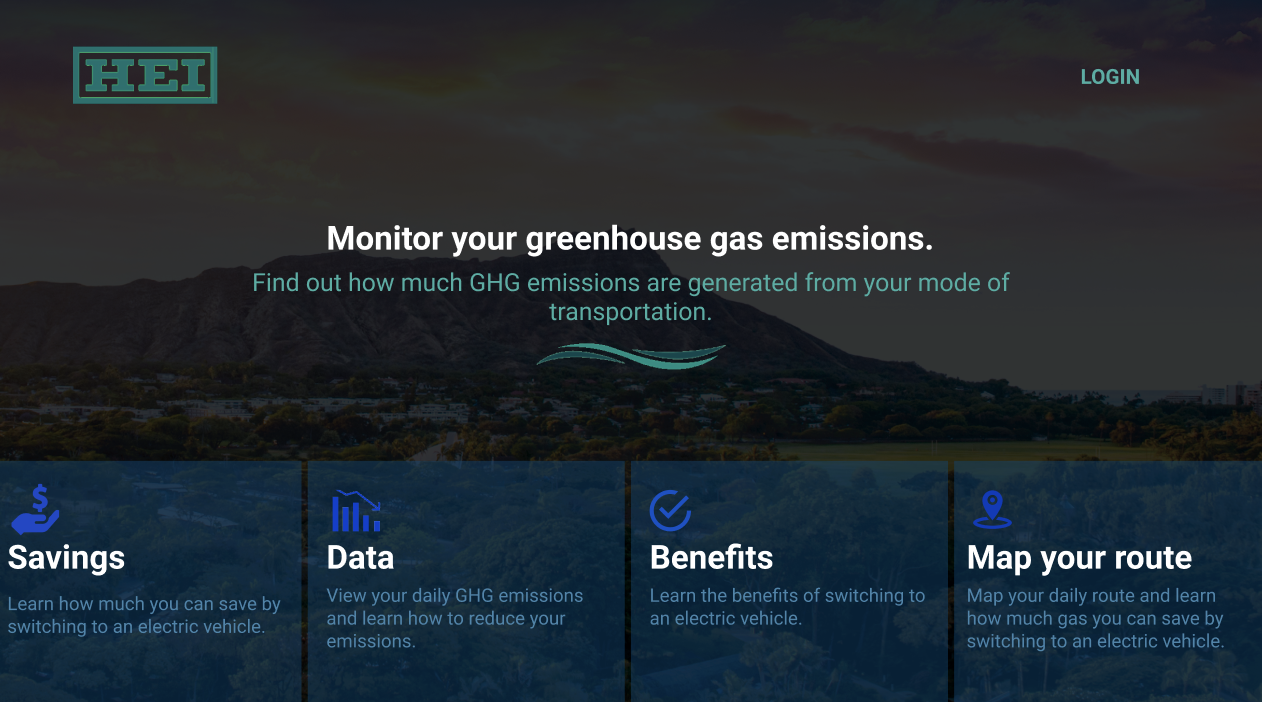 HEI
LOGIN
Monitor your greenhouse gas emissions.
Find out how much GHG emissions are generated from your mode of
transportation.
Savings
Learn how much you can save by
switching to an electric vehicle.
Data
View your daily GHG emissions
and learn how to reduce your
emissions.
Benefits
Learn the benefits of switching to
an electric vehicle.
Map your route
Map your daily route and learn
how much gas you can save by
switching to an electric vehicle.